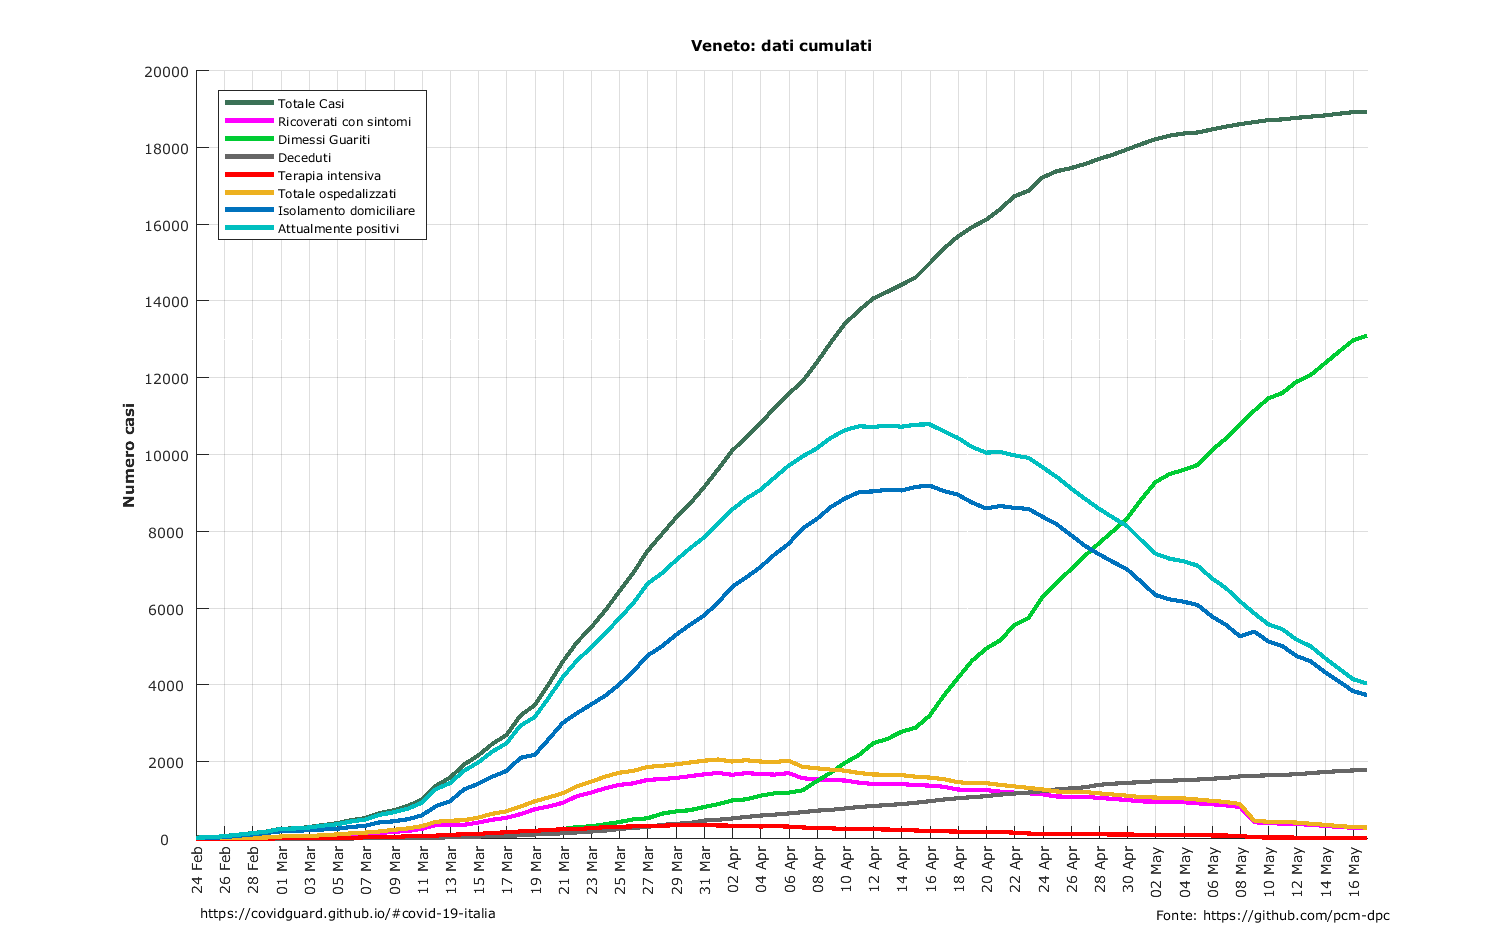 Veneto: dati cumulati
Numero casi
20000
18000
16000
14000
12000
10000
8000
6000
4000
2000
0
Totale Casi
Ricoverati con sintomi
Dimessi Guariti
Deceduti
Terapia intensiva
Totale ospedalizzati
Isolamento domiciliare
Attualmente positivi
24 Feb
26 Feb
28 Feb
01 Mar
03 Mar
05 Mar
07 Mar
09 Mar
11 Mar
13 Mar
15 Mar
17 Mar
19 Mar
21 Mar
23 Mar
25 Mar
27 Mar
29 Mar
31 Mar
02 Apr
04 Apr
06 Apr
08 Apr
10 Apr
12 Apr
14 Apr
16 Apr
18 Apr
20 Apr
22 Apr
24 Apr
26 Apr
28 Apr
30 Apr
02 May
04 May
06 May
08 May
10 May
12 May
14 May
16 May
https://covidguard.github.io/#covid-19-italia
Fonte: https://github.com/pcm-dpc